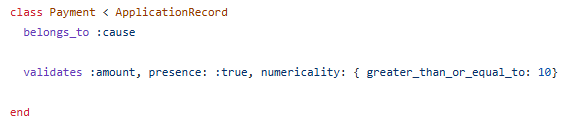 class Payment < ApplicationRecord
belongs_to :cause
validates :amount, presence: :true, numericality: { greater_than_or_equal_to: 10}
end